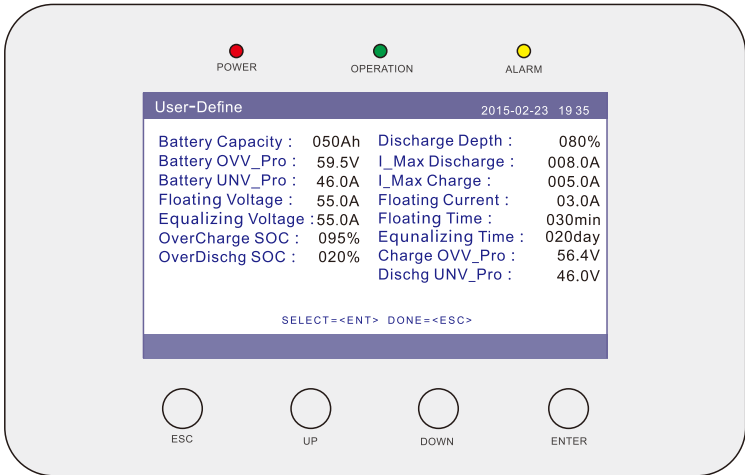 POWER OPERATION ALARM
User-Define 2015-02-23 19 35
Battery Capacity : 050Ah Discharge Depth : 080%
Battery OVV_Pro : 59.5V I_Max Discharge : 008.0A
Battery UNV_Pro : 46.0A I_Max Charge : 005.0A
Floating Voltage : 55.0A Floating Current : 03.0A
Equalizing Voltage : 55.0A Floating Time : 030min
OverCharge SOC : 095% Equnalizing Time : 020day
OverDischg SOC : 020% Charge OVV_Pro : 56.4V
Dischg UNV_Pro : 46.0V
SELECT=<ENT> DONE=<ESC>
ESC UP DOWN ENTER